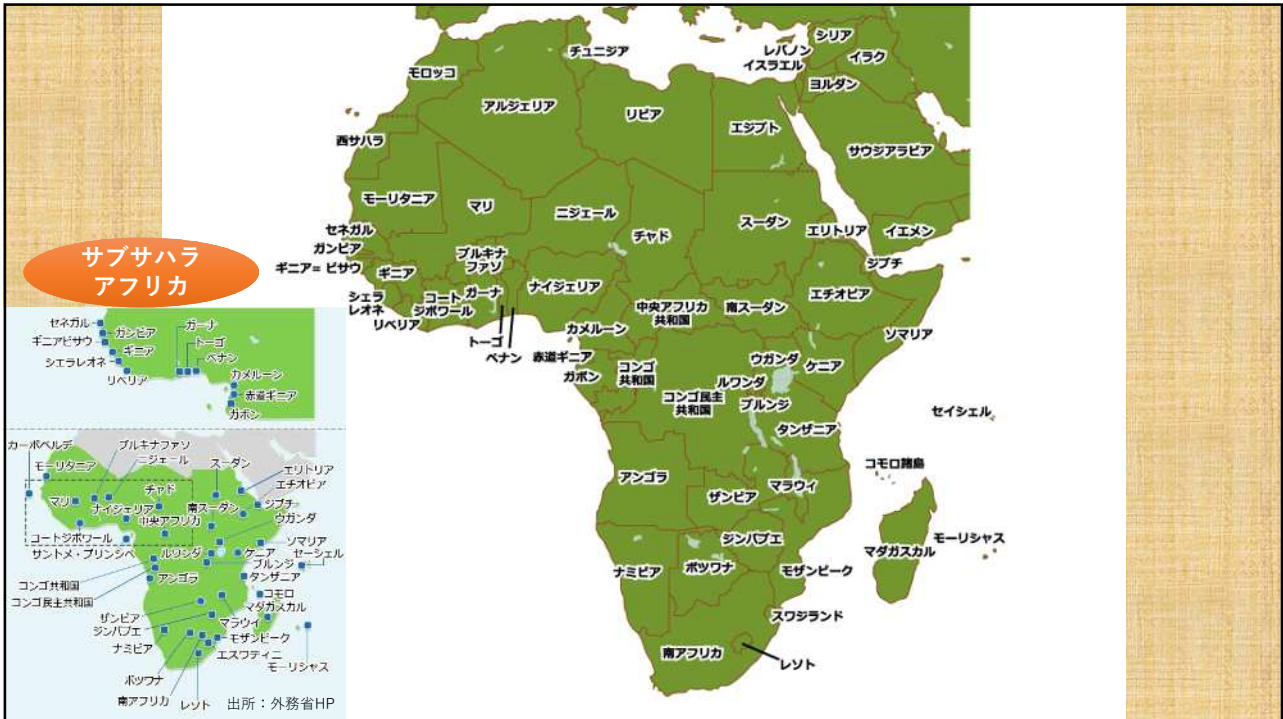 チュニジア
レバノン
シリア
イスラエル
イラク
モロッコ
ヨルダン
アルジェリア
リビア
エジプト
西サハラ
サウジアラビア
モーリタニア
マリ
ニジェール
チャド
スーダン
エリトリア
イエメン
セネガル
ガンビア
ギニア=ビサウ
ギニア
ブルキナ
ファソ
ジプチ
シェラ
レオネ
リベリア
コート
ジボワール
ガーナ
ナイジェリア
中央アフリカ
共和国
南スーダン
エチオピア
ソマリア
トーゴ
ベナン
カメルーン
赤道ギニア
ガボン
コンゴ
共和国
ウガンダ
ケニア
ルワンダ
コンゴ民主
共和国
ブルンジ
タンザニア
セイシェル
コモロ諸島
アンゴラ
ザンビア
マラウィ
ジンバブエ
マダガスカル
モーリシャス
ナミビア
ボツワナ
モザンビーク
スワジランド
南アフリカ
レソト
サブサハラ
アフリカ
セネガル
ガンビア
ギニアビサウ
ギニア
シエラレオネ
リベリア
ガーナ
トーゴ
ベナン
カメルーン
赤道ギニア
ガボン
カーボベルデ
ブルキナファソ
モーリタニア
ニジェール
スーダン
エリトリア
エチオピア
マリ
チャド
ナイジェリア
南スーダン
ジブチ
中央アフリカ
ウガンダ
コートジボワール
サントメ・プリンシペ
ソマリア
ルワンダ
ケニア
セーシェル
ブルンジ
タンザニア
アンゴラ
コンゴ共和国
コンゴ民主共和国
コモロ
マダガスカル
ザンビア
マラウイ
ジンバブエ
モザンビーク
ナミビア
エスワティニ
モーリシャス
ボツワナ
南アフリカ
レソト
出所：外務省HP